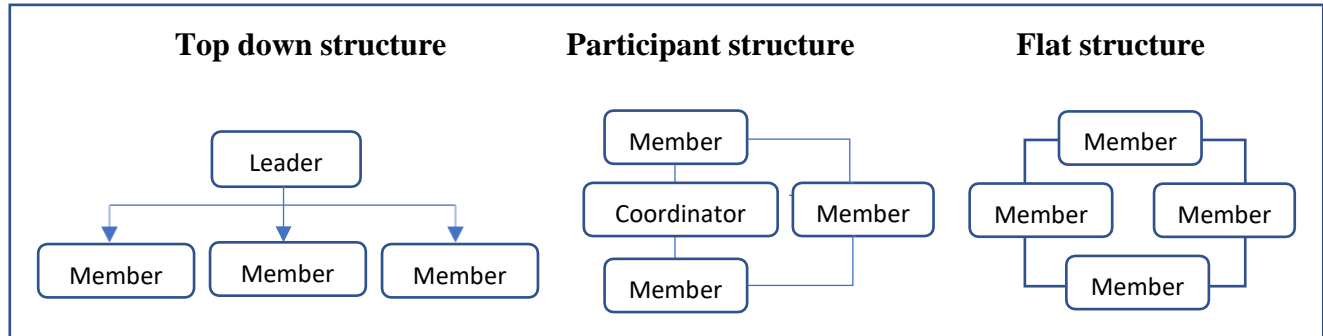 Top down structure
Leader
Member
Member
Member
Participant structure
Member
Coordinator
Member
Member
Flat structure
Member
Member
Member
Member